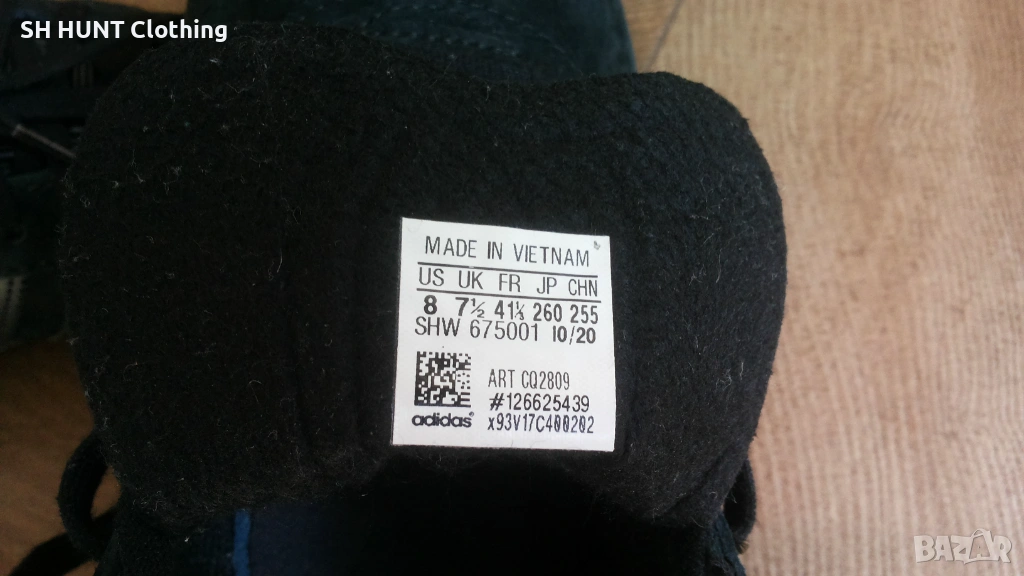 SH HUNT Clothing
MADE IN VIETNAM
US UK FR JP CHN
8 7½ 41⅓ 260 255
SHW 675001 10/20
ART CQ2809
#126625439
adidas x93V17C400202
BAZAR